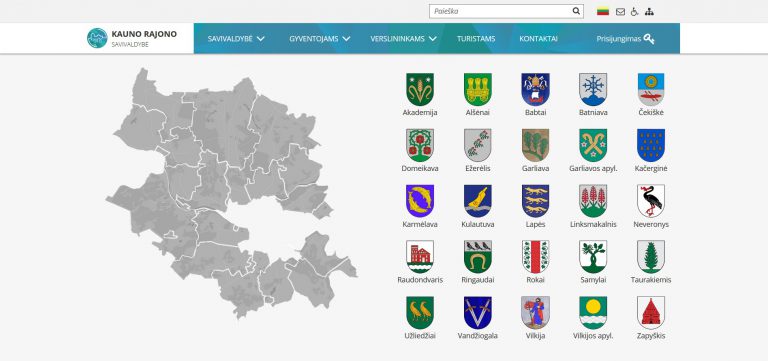 Paieška
KAUNO RAJONO
SAVIVALDYBĖ
SAVIVALDYBĖ GYVENTOJAMS VERSLININKAMS TURISTAMS KONTAKTAI Prisijungimas
Akademija Alšėnai Babtai Batniava Čekiškė
Domeikava Ežerėlis Garliava Garliavos apyl. Kačerginė
Karmėlava Kulautuva Lapės Linksmakalnis Neveronys
Raudondvaris Ringaudai Rokai Samylai Taurakiemis
Užliedžiai Vandžiogala Vilkija Vilkijos apyl. Zapyškis